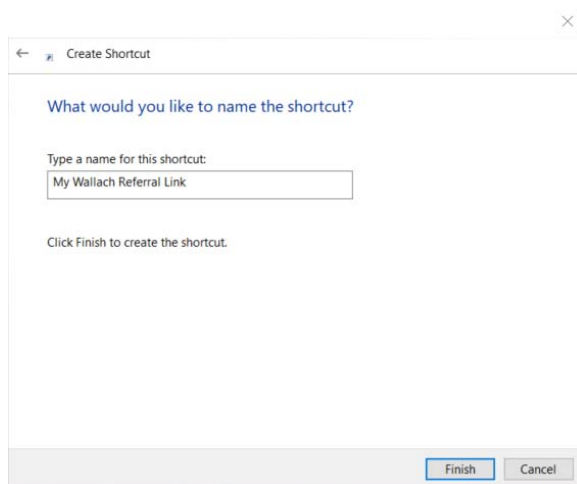 Create Shortcut
What would you like to name the shortcut?
Type a name for this shortcut:
My Wallach Referral Link
Click Finish to create the shortcut.
Finish
Cancel